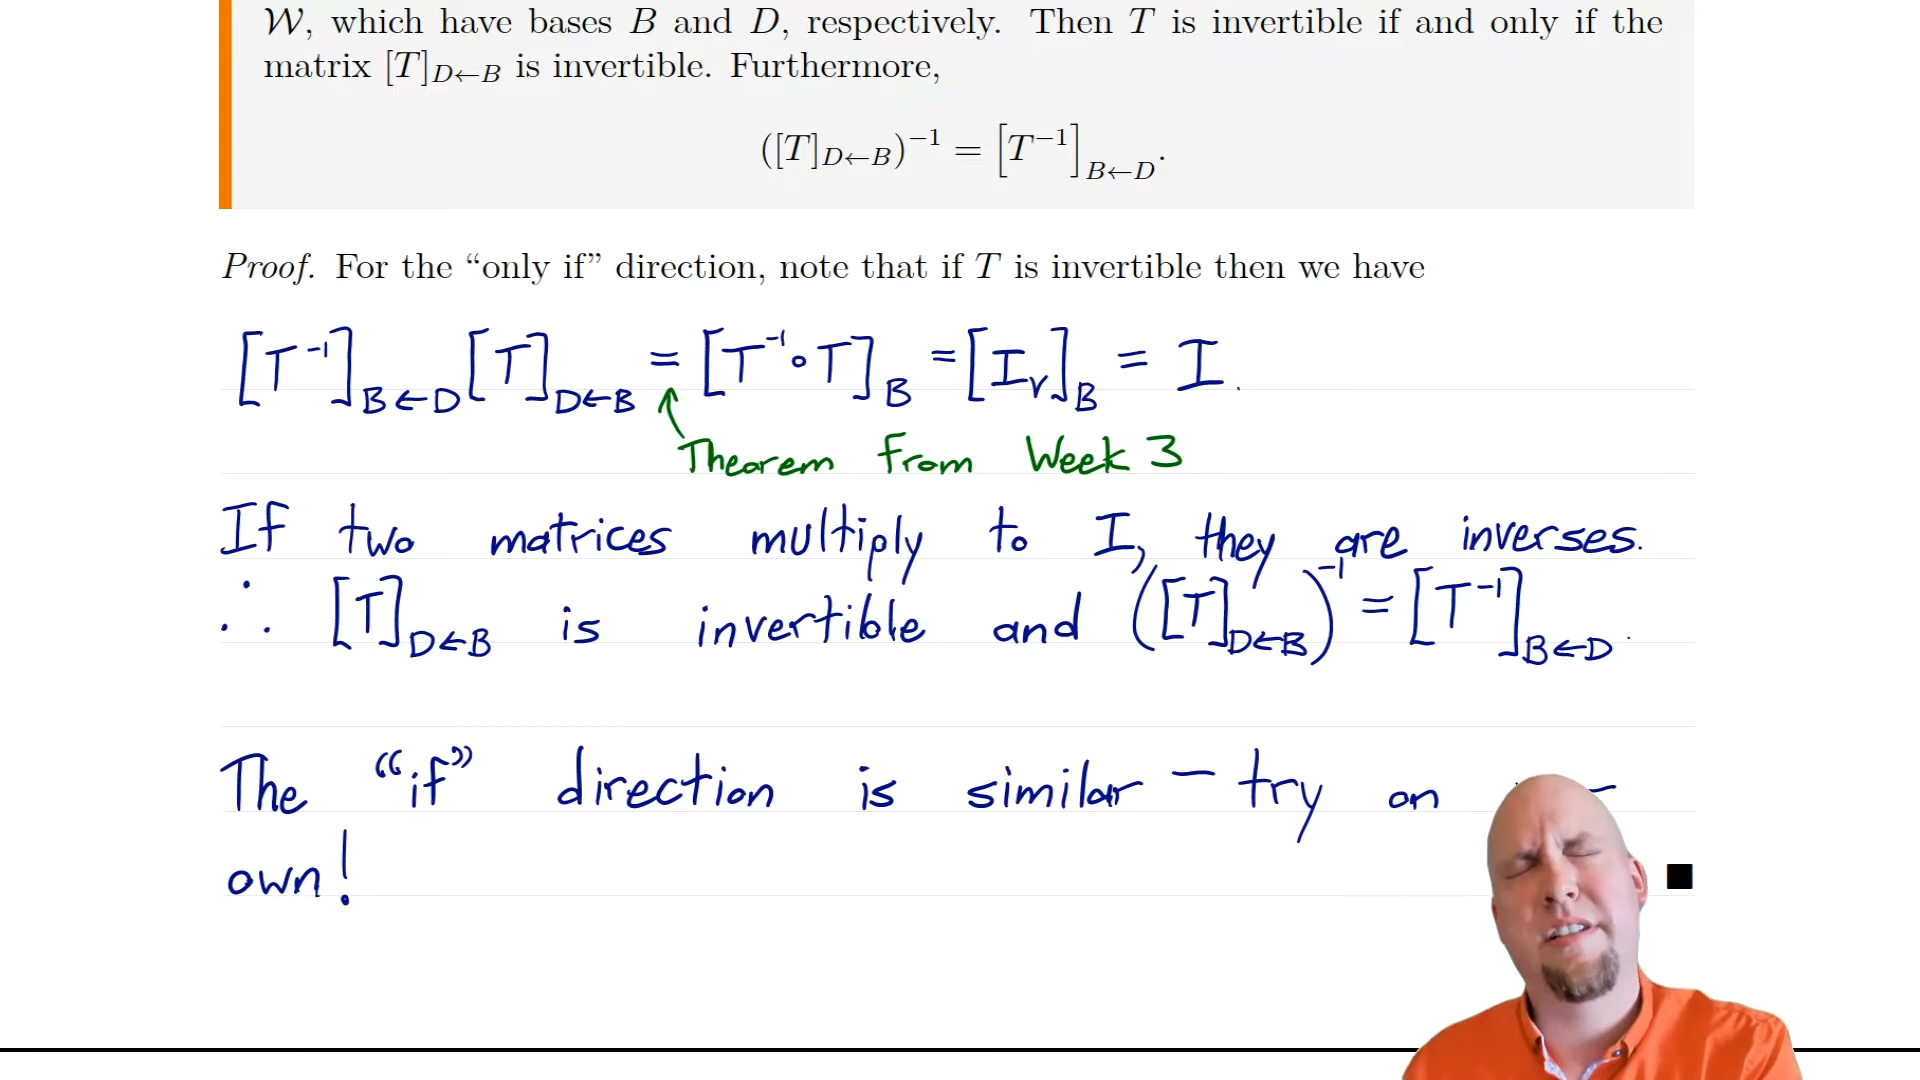 𝒲, which have bases B and D, respectively. Then T is invertible if and only if the
matrix [T]_{D←B} is invertible. Furthermore,
([T]_{D←B})^{−1} = [T^{−1}]_{B←D}.
Proof. For the “only if” direction, note that if T is invertible then we have
[T^{-1}]_{B←D} [T]_{D←B} = [T^{-1} ∘ T]_B = [I_V]_B = I.
Theorem from Week 3
If two matrices multiply to I, they are inverses.
∴ [T]_{D←B} is invertible and ([T]_{D←B})^{-1} = [T^{-1}]_{B←D}.
The “if” direction is similar – try on
own!